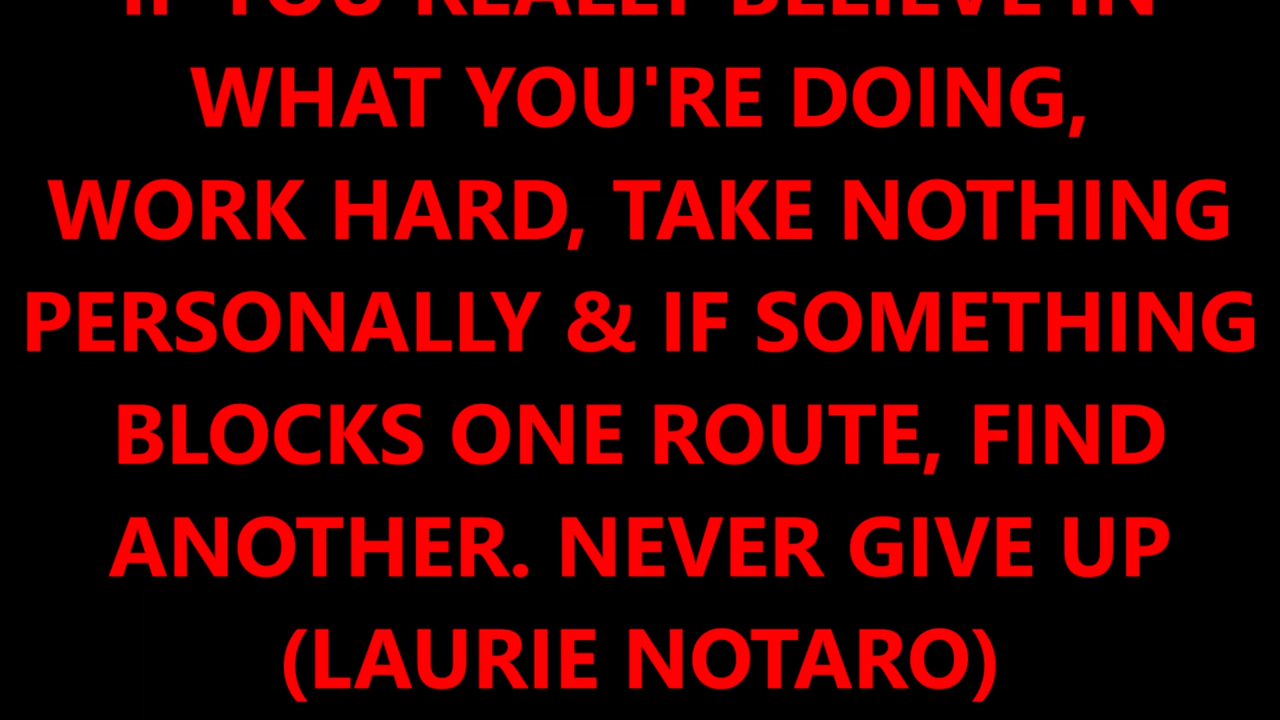 IF YOU REALLY BELIEVE IN
WHAT YOU'RE DOING,
WORK HARD, TAKE NOTHING
PERSONALLY & IF SOMETHING
BLOCKS ONE ROUTE, FIND
ANOTHER. NEVER GIVE UP
(LAURIE NOTARO)